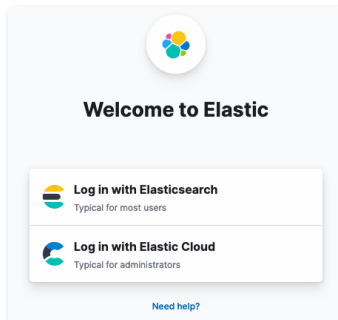 Welcome to Elastic
Log in with Elasticsearch
Typical for most users
Log in with Elastic Cloud
Typical for administrators
Need help?